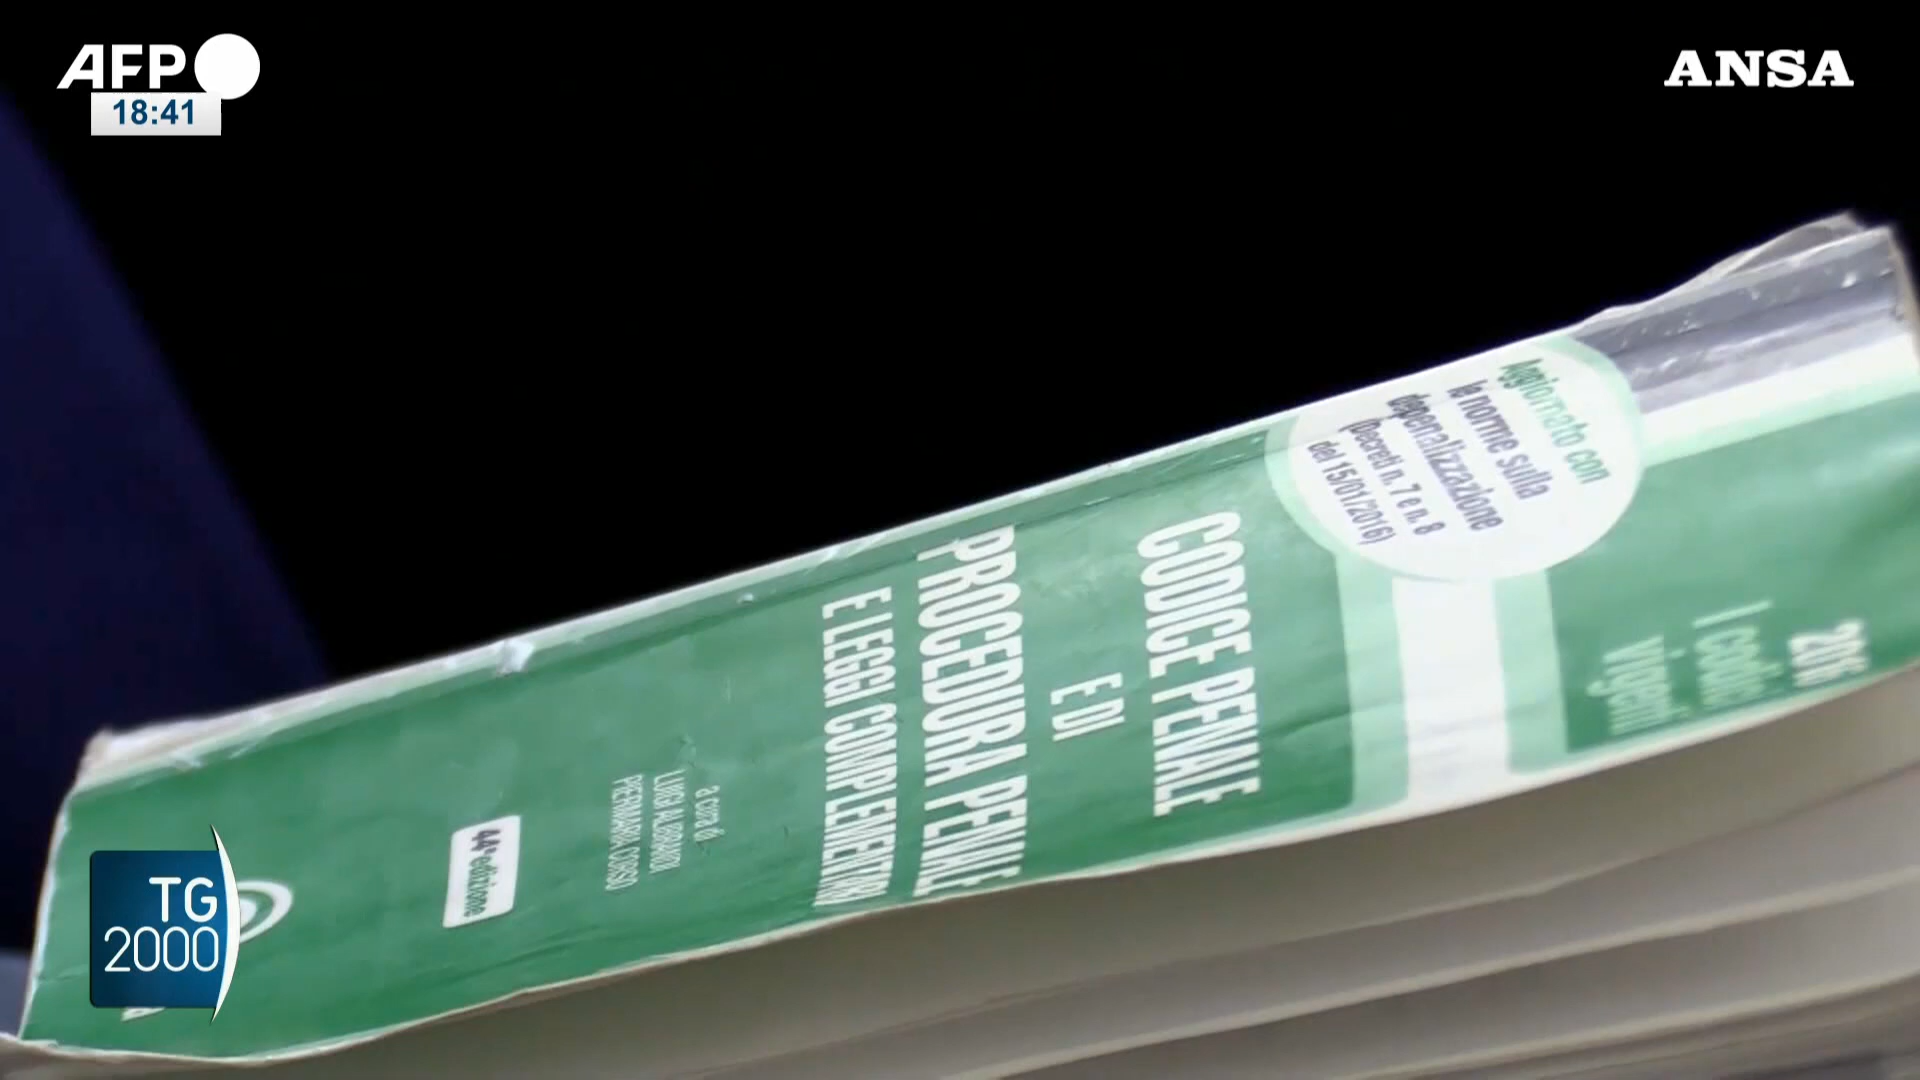 AFP
18:41
ANSA
Aggiornato con
le norme sulla
depenalizzazione
(Decreti n. 7 e n. 8
del 15/01/2016)
2016
I codici
vigenti
CODICE PENALE
E DI
PROCEDURA PENALE
E LEGGI COMPLEMENTARI
a cura di
LUIGI ALIBRANDI
PIERMARIA CORSO
44ª edizione
TG
2000